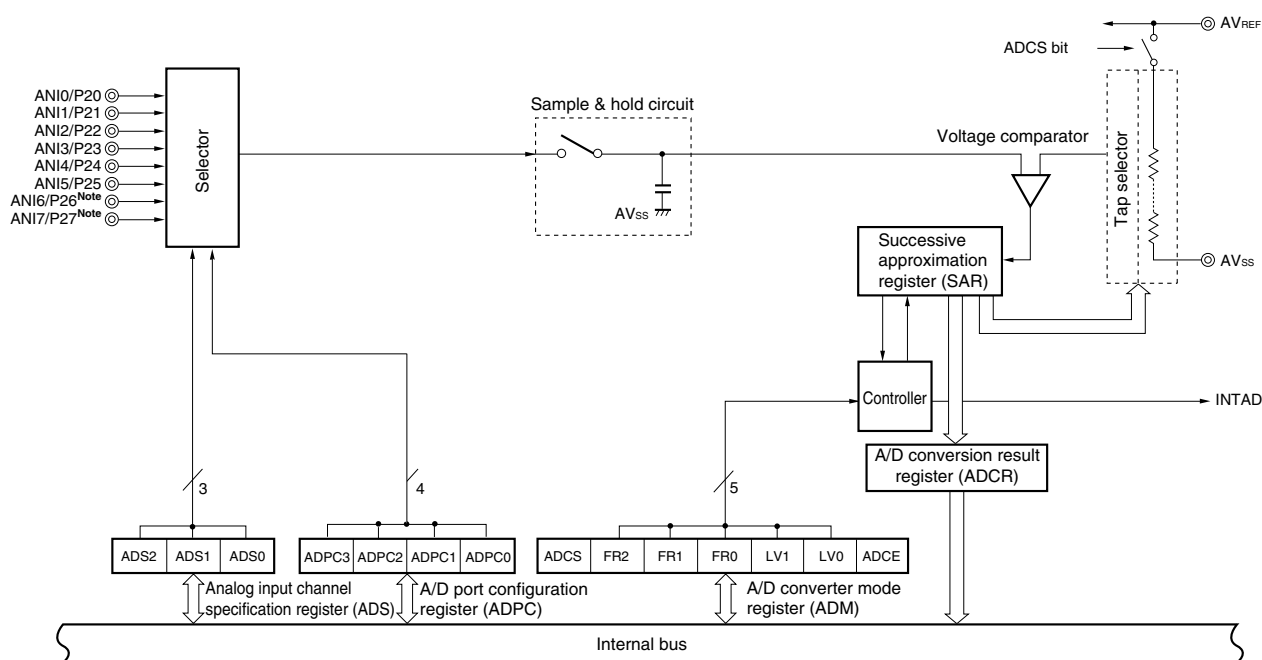 AVREF
ADCS bit
ANI0/P20
ANI1/P21
ANI2/P22
ANI3/P23
ANI4/P24
ANI5/P25
ANI6/P26Note
ANI7/P27Note
Selector
Sample & hold circuit
AVSS
Voltage comparator
Tap selector
AVSS
Successive
approximation
register (SAR)
Controller
INTAD
A/D conversion result
register (ADCR)
3
4
5
ADS2 ADS1 ADS0
ADPC3 ADPC2 ADPC1 ADPC0
ADCS FR2 FR1 FR0 LV1 LV0 ADCE
Analog input channel
specification register (ADS)
A/D port configuration
register (ADPC)
A/D converter mode
register (ADM)
Internal bus